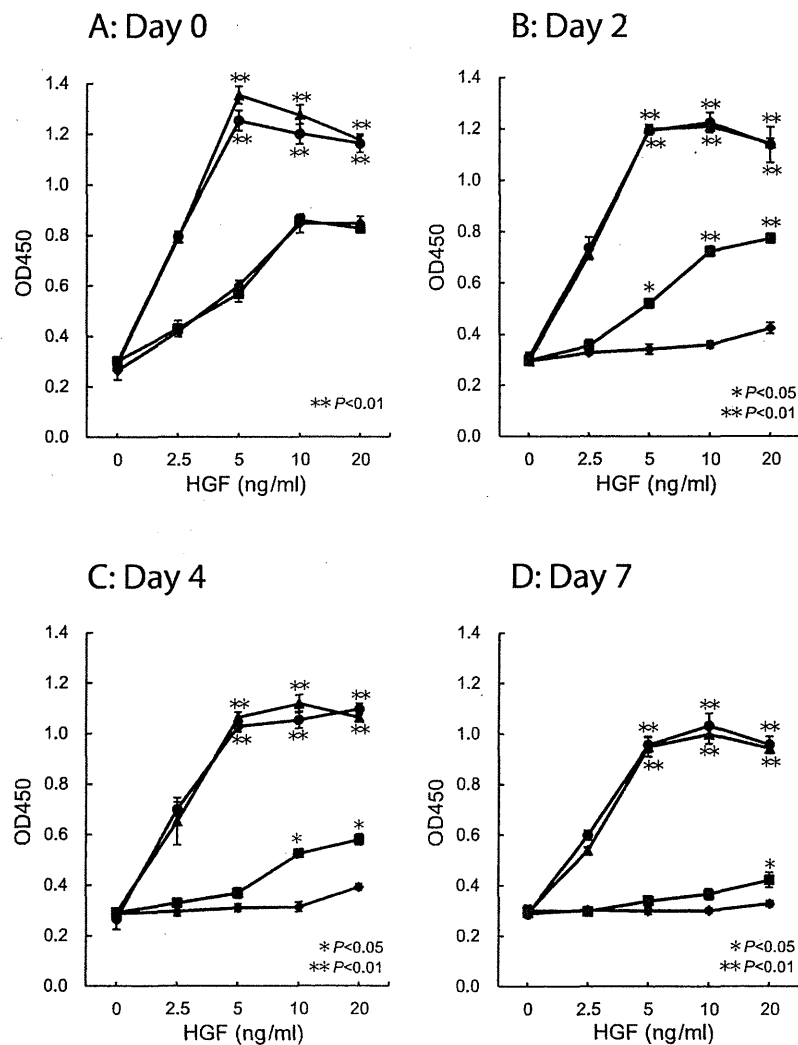 A: Day 0
1.4
1.2
1.0
0.8
0.6
0.4
0.2
0.0
OD450
** ** **
** ** **
** P<0.01
0 2.5 5 10 20
HGF (ng/ml)
B: Day 2
1.4
1.2
1.0
0.8
0.6
0.4
0.2
0.0
OD450
** ** **
** ** **
* ** **
* P<0.05
** P<0.01
0 2.5 5 10 20
HGF (ng/ml)
C: Day 4
1.4
1.2
1.0
0.8
0.6
0.4
0.2
0.0
OD450
** ** **
** ** **
* *
* P<0.05
** P<0.01
0 2.5 5 10 20
HGF (ng/ml)
D: Day 7
1.4
1.2
1.0
0.8
0.6
0.4
0.2
0.0
OD450
** ** **
** ** **
*
* P<0.05
** P<0.01
0 2.5 5 10 20
HGF (ng/ml)